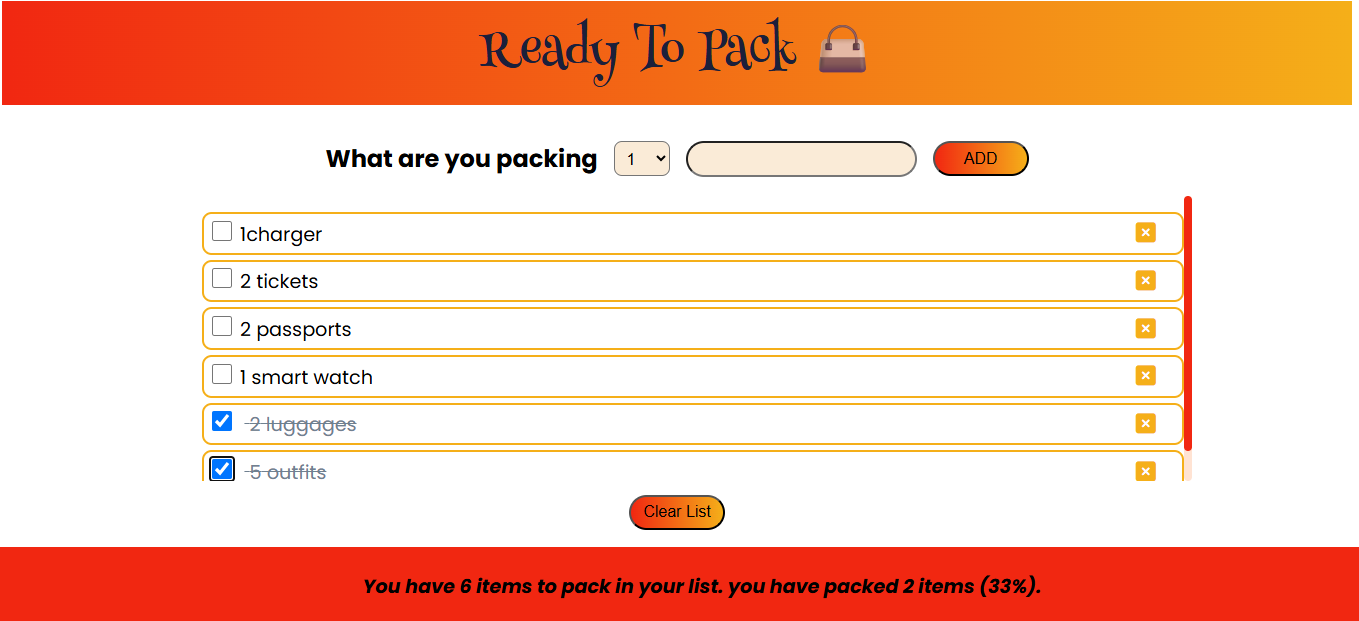 Ready To Pack
What are you packing 1 ADD
1charger
2 tickets
2 passports
1 smart watch
2 luggages
5 outfits
Clear List
You have 6 items to pack in your list. you have packed 2 items (33%).